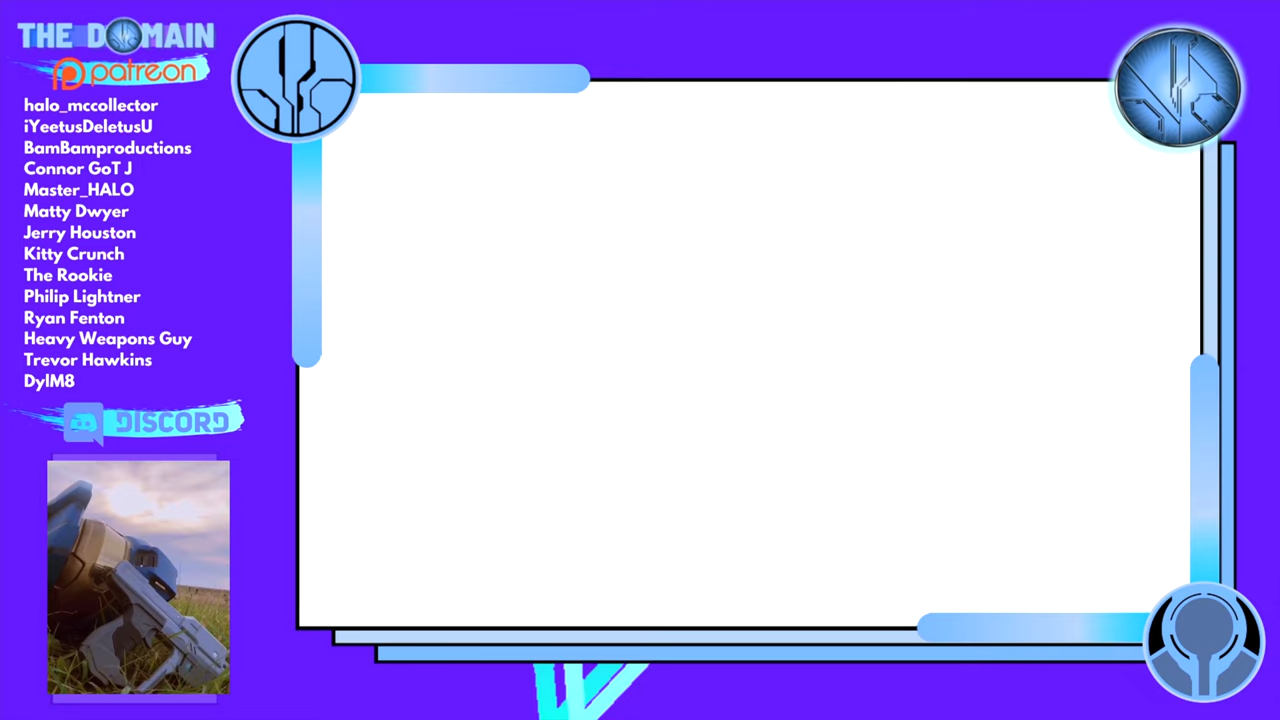 THE DOMAIN
patreon
halo_mccollector
iYeetusDeletusU
BamBamproductions
Connor GoT J
Master_HALO
Matty Dwyer
Jerry Houston
Kitty Crunch
The Rookie
Philip Lightner
Ryan Fenton
Heavy Weapons Guy
Trevor Hawkins
DylM8
DISCORD